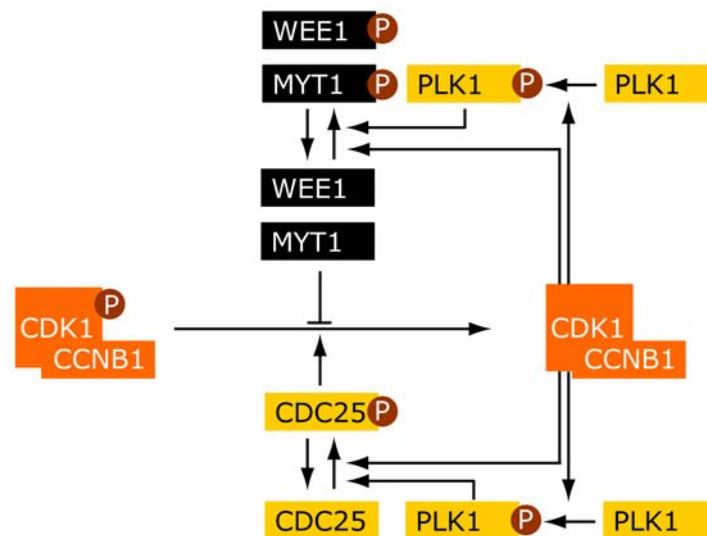 WEE1 P
MYT1 P PLK1 P PLK1
WEE1
MYT1
P
CDK1
CCNB1
CDK1
CCNB1
CDC25 P
CDC25 PLK1 P PLK1